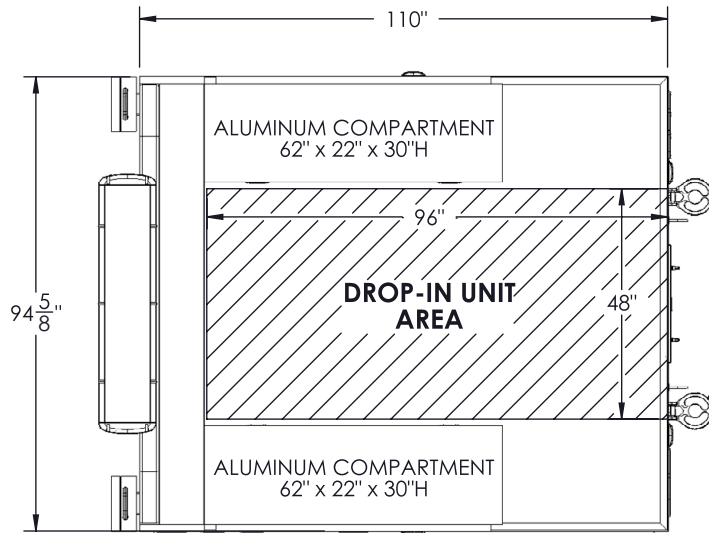 110"
ALUMINUM COMPARTMENT
62" x 22" x 30"H
96"
DROP-IN UNIT
AREA
48"
94 5/8"
ALUMINUM COMPARTMENT
62" x 22" x 30"H